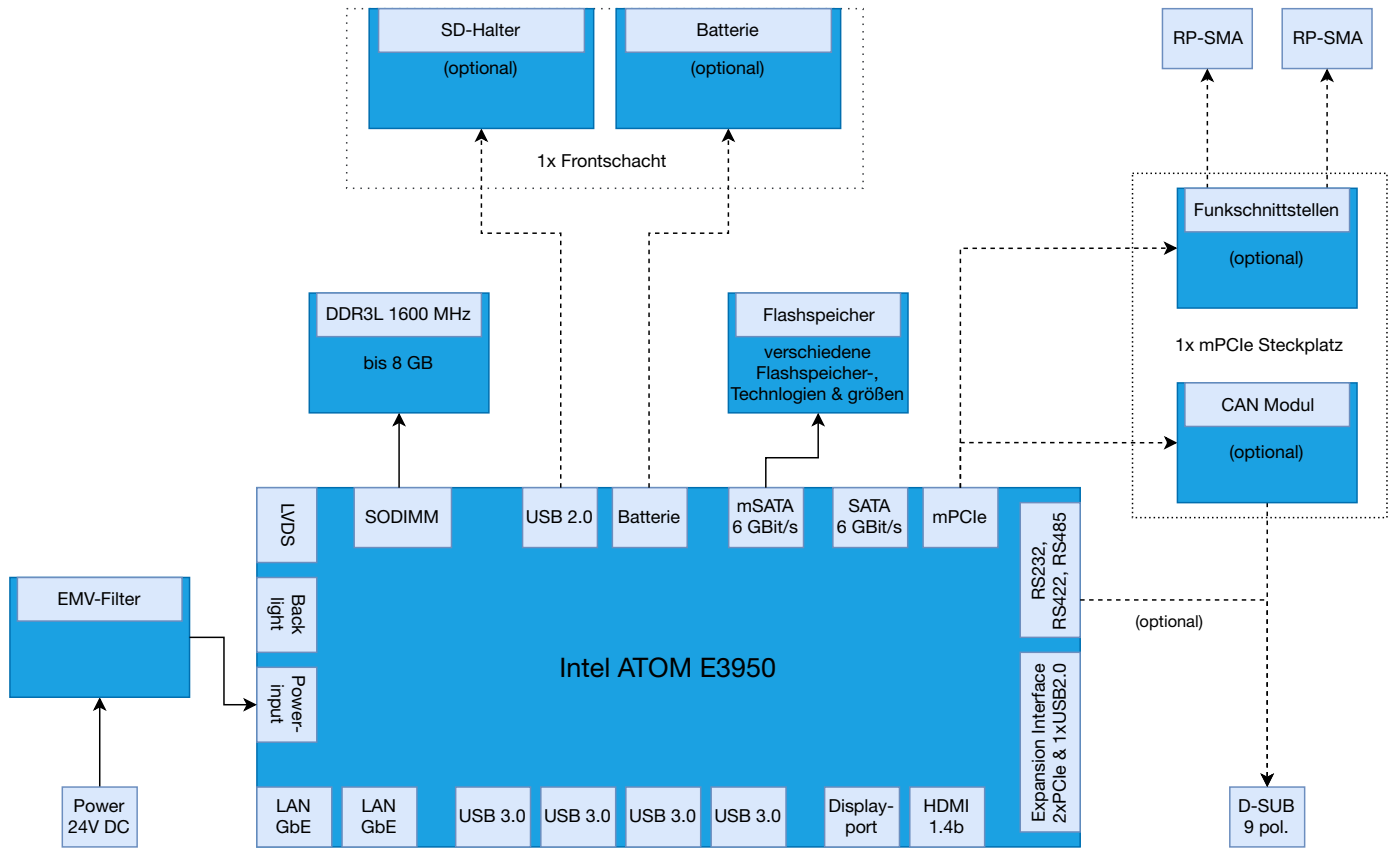 SD-Halter
(optional)
Batterie
(optional)
1x Frontschacht
RP-SMA
RP-SMA
Funkschnittstellen
(optional)
1x mPCIe Steckplatz
CAN Modul
(optional)
DDR3L 1600 MHz
bis 8 GB
Flashspeicher
verschiedene
Flashspeicher-,
Technlogien & größen
LVDS
SODIMM
USB 2.0
Batterie
mSATA
6 GBit/s
SATA
6 GBit/s
mPCIe
RS232,
RS422, RS485
(optional)
EMV-Filter
Back
light
Power-
input
Intel ATOM E3950
Expansion Interface
2xPCIe & 1xUSB2.0
Power
24V DC
LAN
GbE
LAN
GbE
USB 3.0
USB 3.0
USB 3.0
USB 3.0
Display-
port
HDMI
1.4b
D-SUB
9 pol.